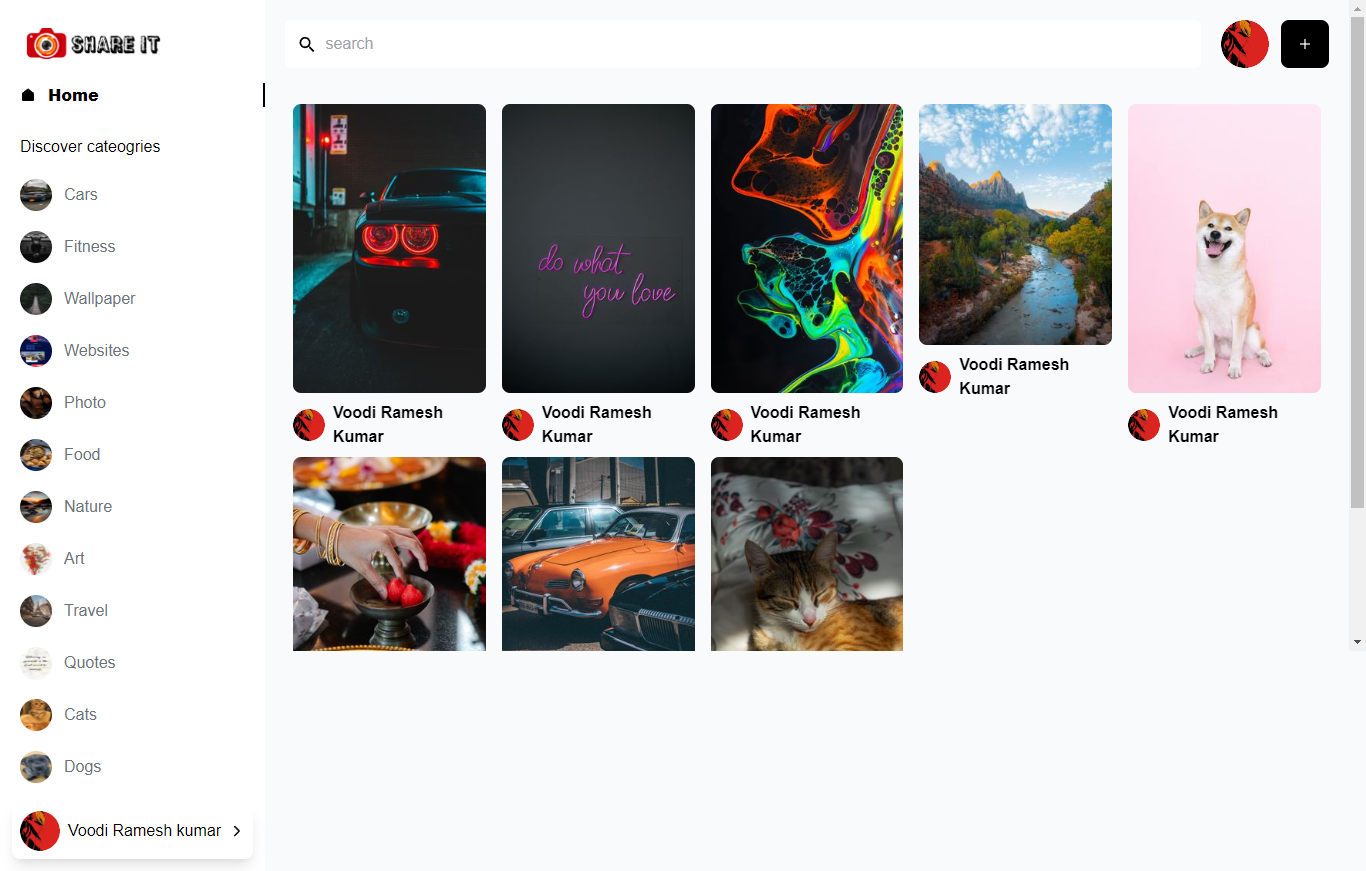 SHARE IT
search
+
Home
Discover cateogries
Cars
Fitness
Wallpaper
Websites
Photo
Food
Nature
Art
Travel
Quotes
Cats
Dogs
Voodi Ramesh kumar
do what
you love
Voodi Ramesh
Kumar
Voodi Ramesh
Kumar
Voodi Ramesh
Kumar
Voodi Ramesh
Kumar
Voodi Ramesh
Kumar